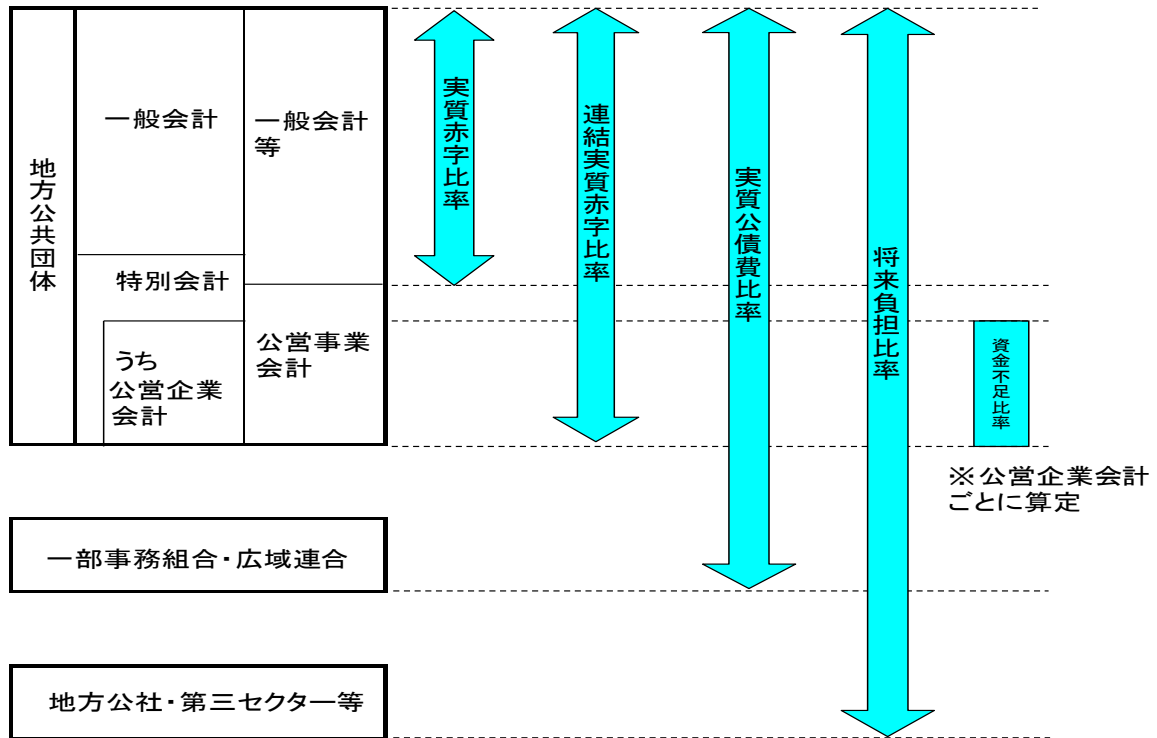 地方公共団体
一般会計
一般会計
等
特別会計
うち
公営企業
会計
公営事業
会計
実質赤字比率
連結実質赤字比率
実質公債費比率
将来負担比率
資金不足比率
※公営企業会計
ごとに算定
一部事務組合・広域連合
地方公社・第三セクター等